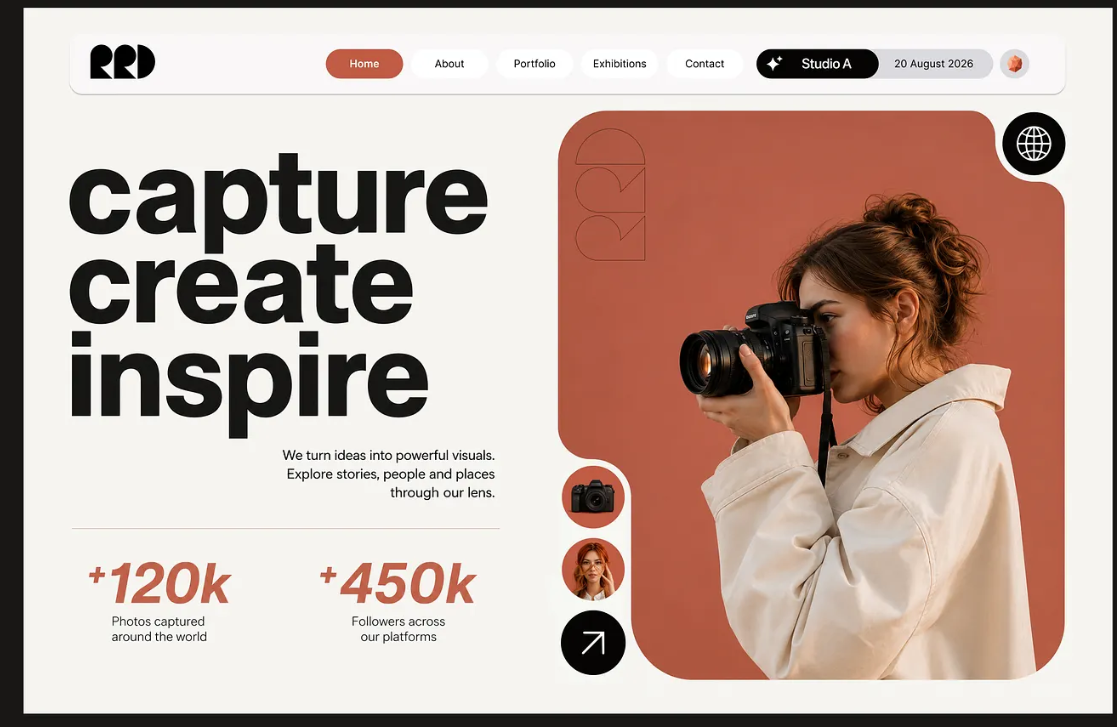 RRD
Home
About
Portfolio
Exhibitions
Contact
Studio A
20 August 2026
RRD
capture
create
inspire
We turn ideas into powerful visuals.
Explore stories, people and places
through our lens.
+120k
Photos captured
around the world
+450k
Followers across
our platforms